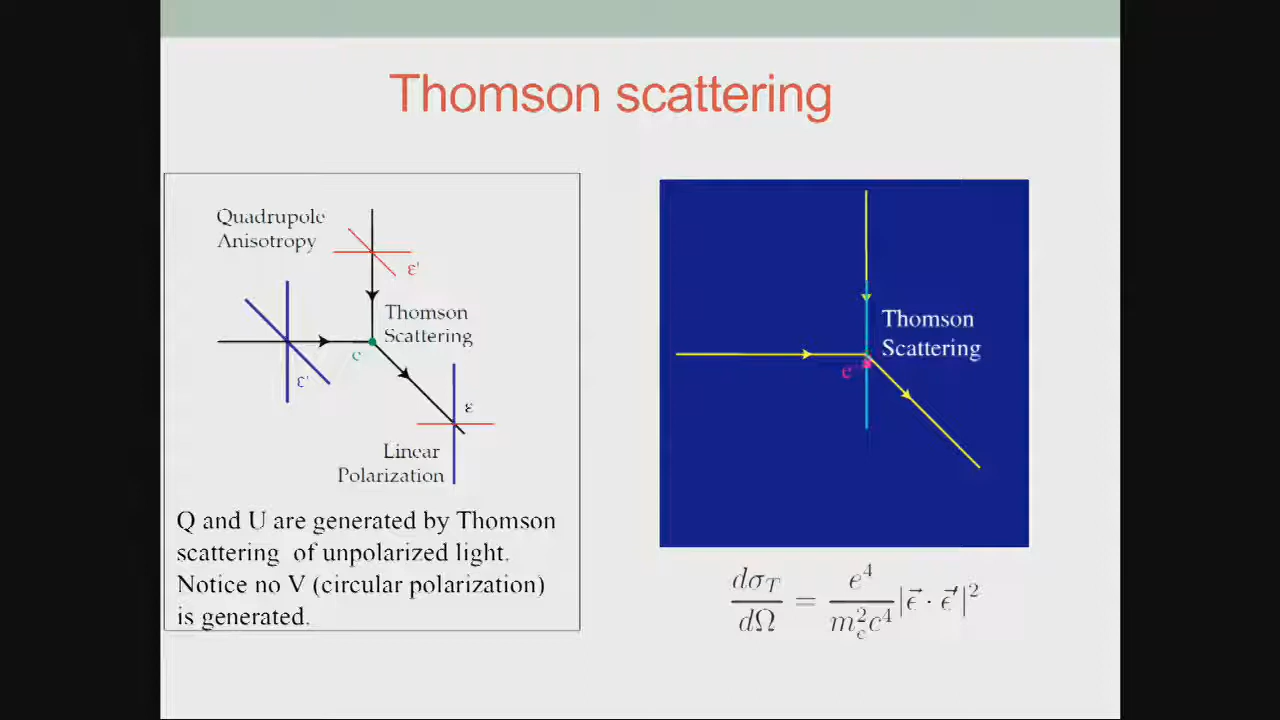 Thomson scattering
Quadrupole
Anisotropy
ε'
Thomson
Scattering
e
ε'
ε
Linear
Polarization
Q and U are generated by Thomson
scattering of unpolarized light.
Notice no V (circular polarization)
is generated.
Thomson
Scattering
e
dσ_T/dΩ = e⁴/(m_e²c⁴) |ε⃗ · ε⃗′|²